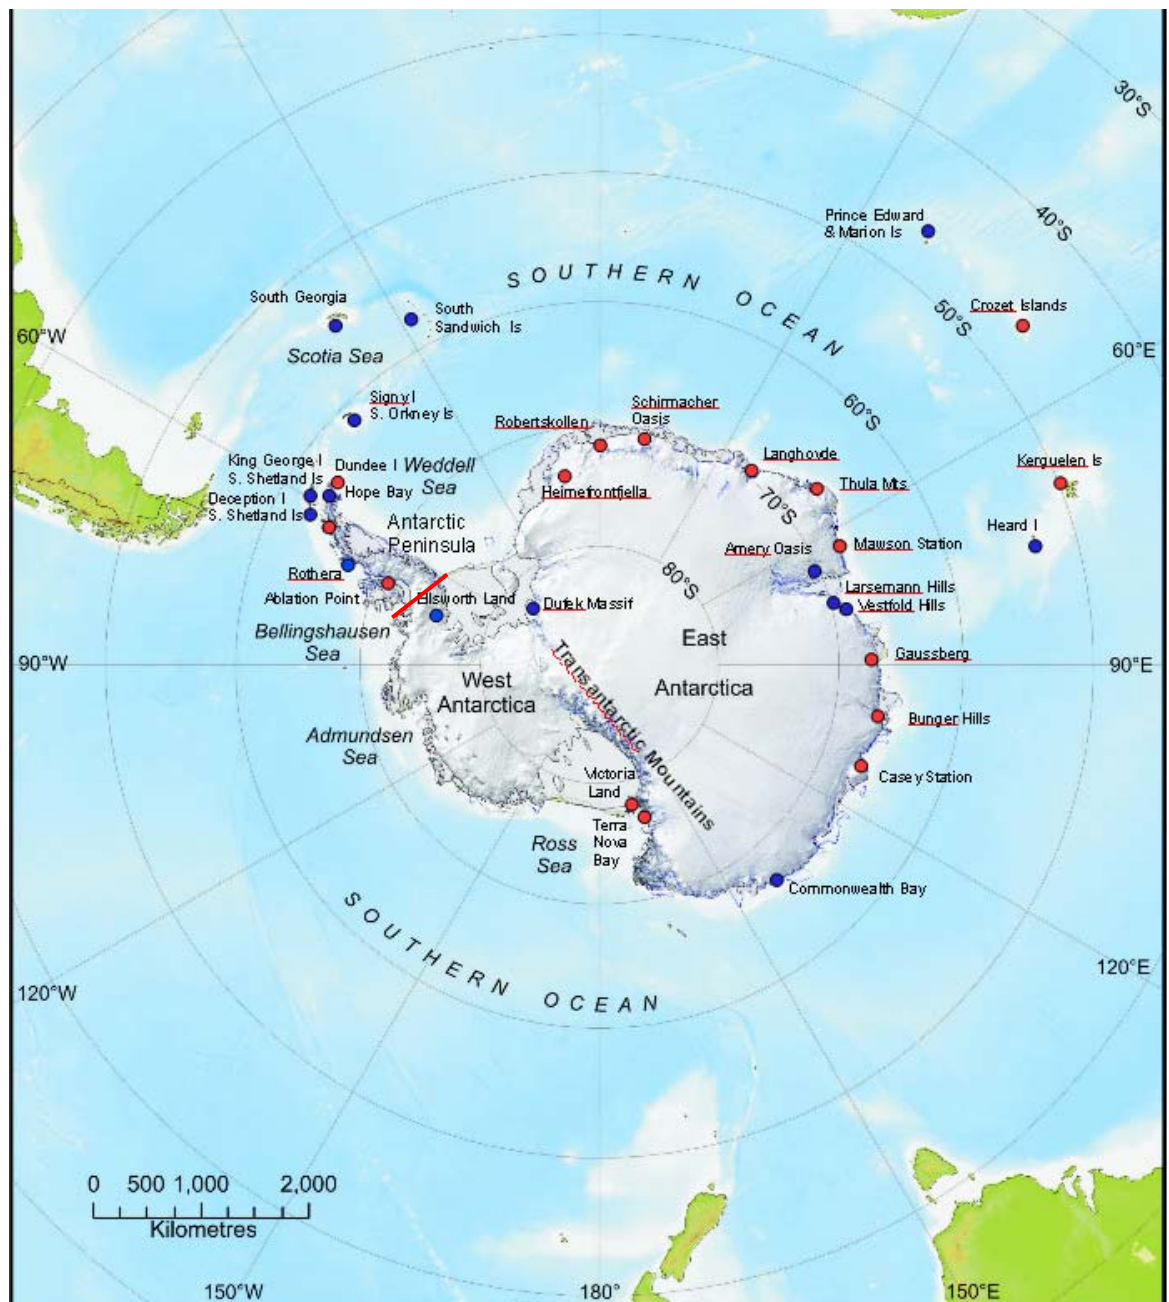 30°S
Prince Edward
& Marion Is
40°S
SOUTHERN OCEAN
South Georgia
South
Sandwich Is
Crozet Islands
50°S
60°W
Scotia Sea
60°E
Signy I
S. Orkney Is
Schirmacher
Oasis
Robertskollen
60°S
King George I
S. Shetland Is
Dundee I
Weddell
Sea
Langhovde
Kerguelen Is
Deception I
S. Shetland Is
Hope Bay
Heimefrontfjella
70°S
Thula Mts
Antarctic
Peninsula
Heard I
Amery Oasis
Mawson Station
Rothera
80°S
Ablation Point
Ellsworth Land
Dufek Massif
Larsemann Hills
Vestfold Hills
Bellingshausen
Sea
East
Antarctica
90°W
Gaussberg
90°E
West
Antarctica
Transantarctic Mountains
Bunger Hills
Admundsen
Sea
Casey Station
Victoria
Land
Terra
Nova
Bay
Ross
Sea
Commonwealth Bay
SOUTHERN OCEAN
120°W
120°E
0 500 1,000 2,000
Kilometres
150°W
180°
150°E